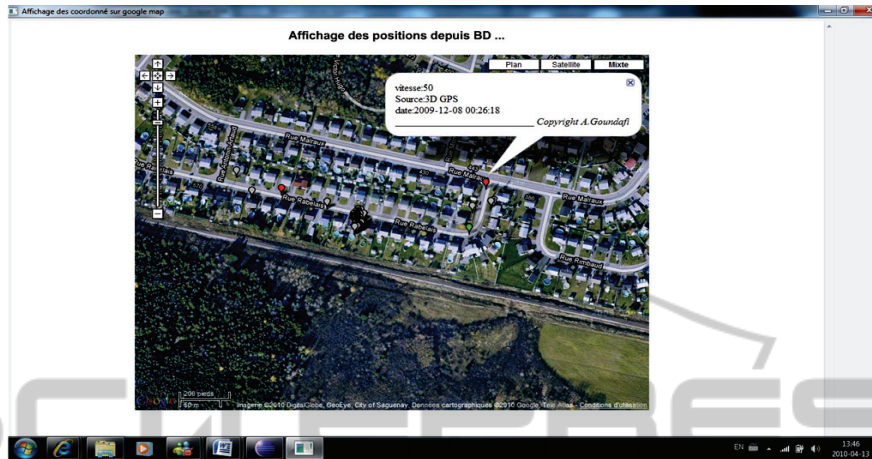 Affichage des coordonné sur google map
Affichage des positions depuis BD ...
Plan Satellite Mixte
vitesse:50
Source:3D GPS
date:2009-12-08 00:26:18
Copyright A.Goundafi
Rue Malraux
Rue Malraux
430
Rue Malraux
Rue Rabelais
Rue Rabelais
Rue Rimbaud
200 pieds
50 m
Imagerie ©2010 DigitalGlobe, GeoEye, City of Saguenay, Données cartographiques ©2010 Google, Tele Atlas - Conditions d'utilisation
EN
13:46
2010-04-13